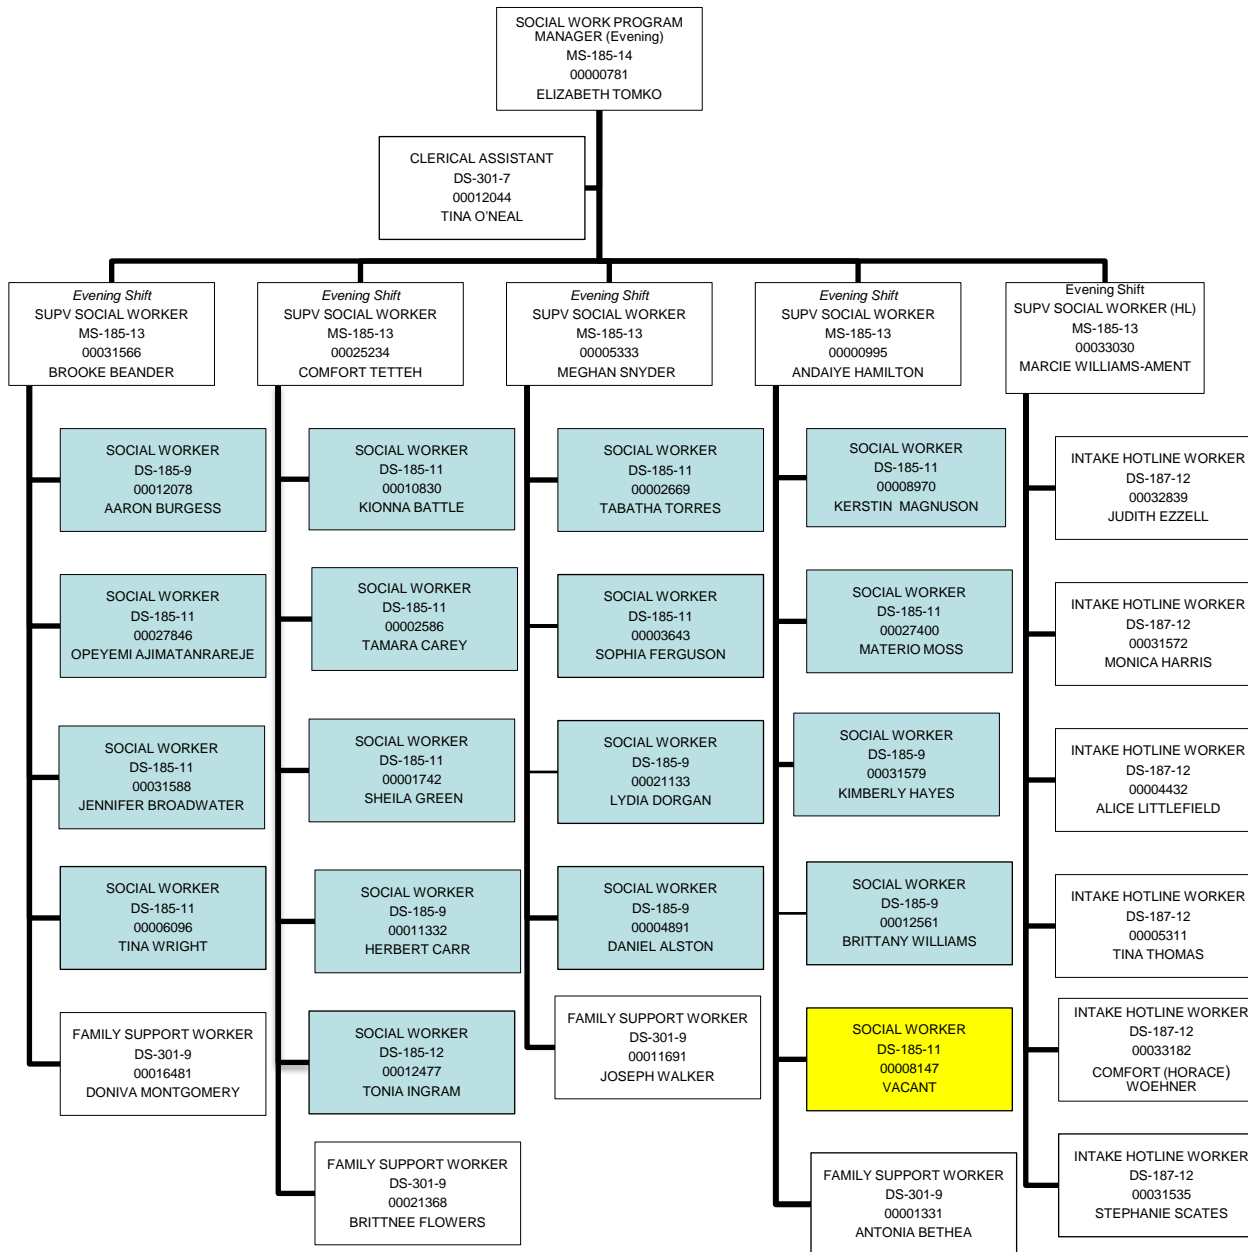 SOCIAL WORK PROGRAM
MANAGER (Evening)
MS-185-14
00000781
ELIZABETH TOMKO
CLERICAL ASSISTANT
DS-301-7
00012044
TINA O'NEAL
Evening Shift
SUPV SOCIAL WORKER
MS-185-13
00031566
BROOKE BEANDER
SOCIAL WORKER
DS-185-9
00012078
AARON BURGESS
SOCIAL WORKER
DS-185-11
00027846
OPEYEMI AJIMATANRAREJE
SOCIAL WORKER
DS-185-11
00031588
JENNIFER BROADWATER
SOCIAL WORKER
DS-185-11
00006096
TINA WRIGHT
FAMILY SUPPORT WORKER
DS-301-9
00016481
DONIVA MONTGOMERY
Evening Shift
SUPV SOCIAL WORKER
MS-185-13
00025234
COMFORT TETTEH
SOCIAL WORKER
DS-185-11
00010830
KIONNA BATTLE
SOCIAL WORKER
DS-185-11
00002586
TAMARA CAREY
SOCIAL WORKER
DS-185-11
00001742
SHEILA GREEN
SOCIAL WORKER
DS-185-9
00011332
HERBERT CARR
SOCIAL WORKER
DS-185-12
00012477
TONIA INGRAM
FAMILY SUPPORT WORKER
DS-301-9
00021368
BRITTNEE FLOWERS
Evening Shift
SUPV SOCIAL WORKER
MS-185-13
00005333
MEGHAN SNYDER
SOCIAL WORKER
DS-185-11
00002669
TABATHA TORRES
SOCIAL WORKER
DS-185-11
00003643
SOPHIA FERGUSON
SOCIAL WORKER
DS-185-9
00021133
LYDIA DORGAN
SOCIAL WORKER
DS-185-9
00004891
DANIEL ALSTON
FAMILY SUPPORT WORKER
DS-301-9
00011691
JOSEPH WALKER
Evening Shift
SUPV SOCIAL WORKER
MS-185-13
00000995
ANDAIYE HAMILTON
SOCIAL WORKER
DS-185-11
00008970
KERSTIN MAGNUSON
SOCIAL WORKER
DS-185-11
00027400
MATERIO MOSS
SOCIAL WORKER
DS-185-9
00031579
KIMBERLY HAYES
SOCIAL WORKER
DS-185-9
00012561
BRITTANY WILLIAMS
SOCIAL WORKER
DS-185-11
00008147
VACANT
FAMILY SUPPORT WORKER
DS-301-9
00001331
ANTONIA BETHEA
Evening Shift
SUPV SOCIAL WORKER (HL)
MS-185-13
00033030
MARCIE WILLIAMS-AMENT
INTAKE HOTLINE WORKER
DS-187-12
00032839
JUDITH EZZELL
INTAKE HOTLINE WORKER
DS-187-12
00031572
MONICA HARRIS
INTAKE HOTLINE WORKER
DS-187-12
00004432
ALICE LITTLEFIELD
INTAKE HOTLINE WORKER
DS-187-12
00005311
TINA THOMAS
INTAKE HOTLINE WORKER
DS-187-12
00033182
COMFORT (HORACE)
WOEHNER
INTAKE HOTLINE WORKER
DS-187-12
00031535
STEPHANIE SCATES